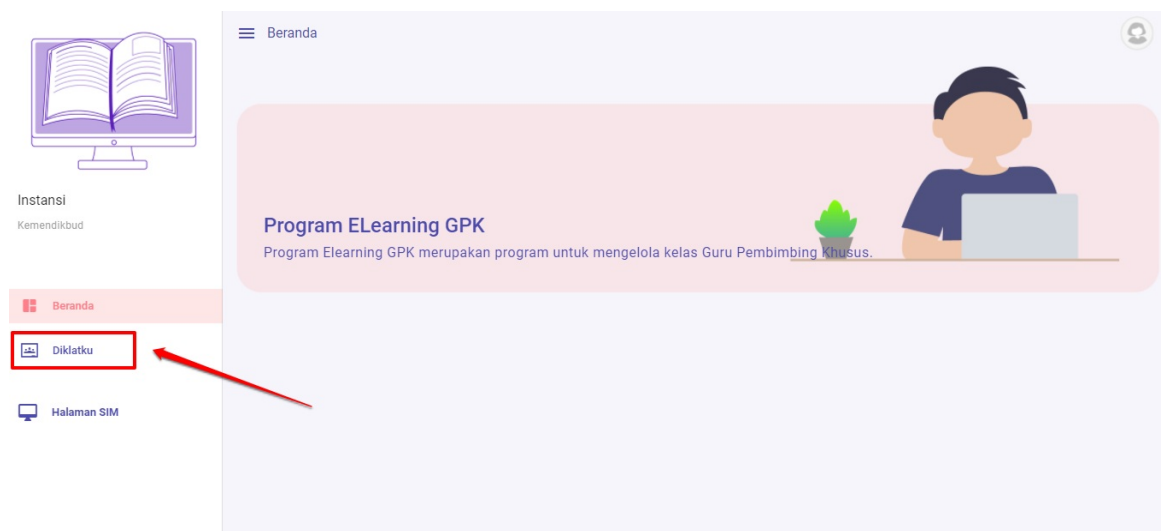 Beranda
Instansi
Kemendikbud
Program ELearning GPK
Program Elearning GPK merupakan program untuk mengelola kelas Guru Pembimbing Khusus.
Beranda
Diklatku
Halaman SIM